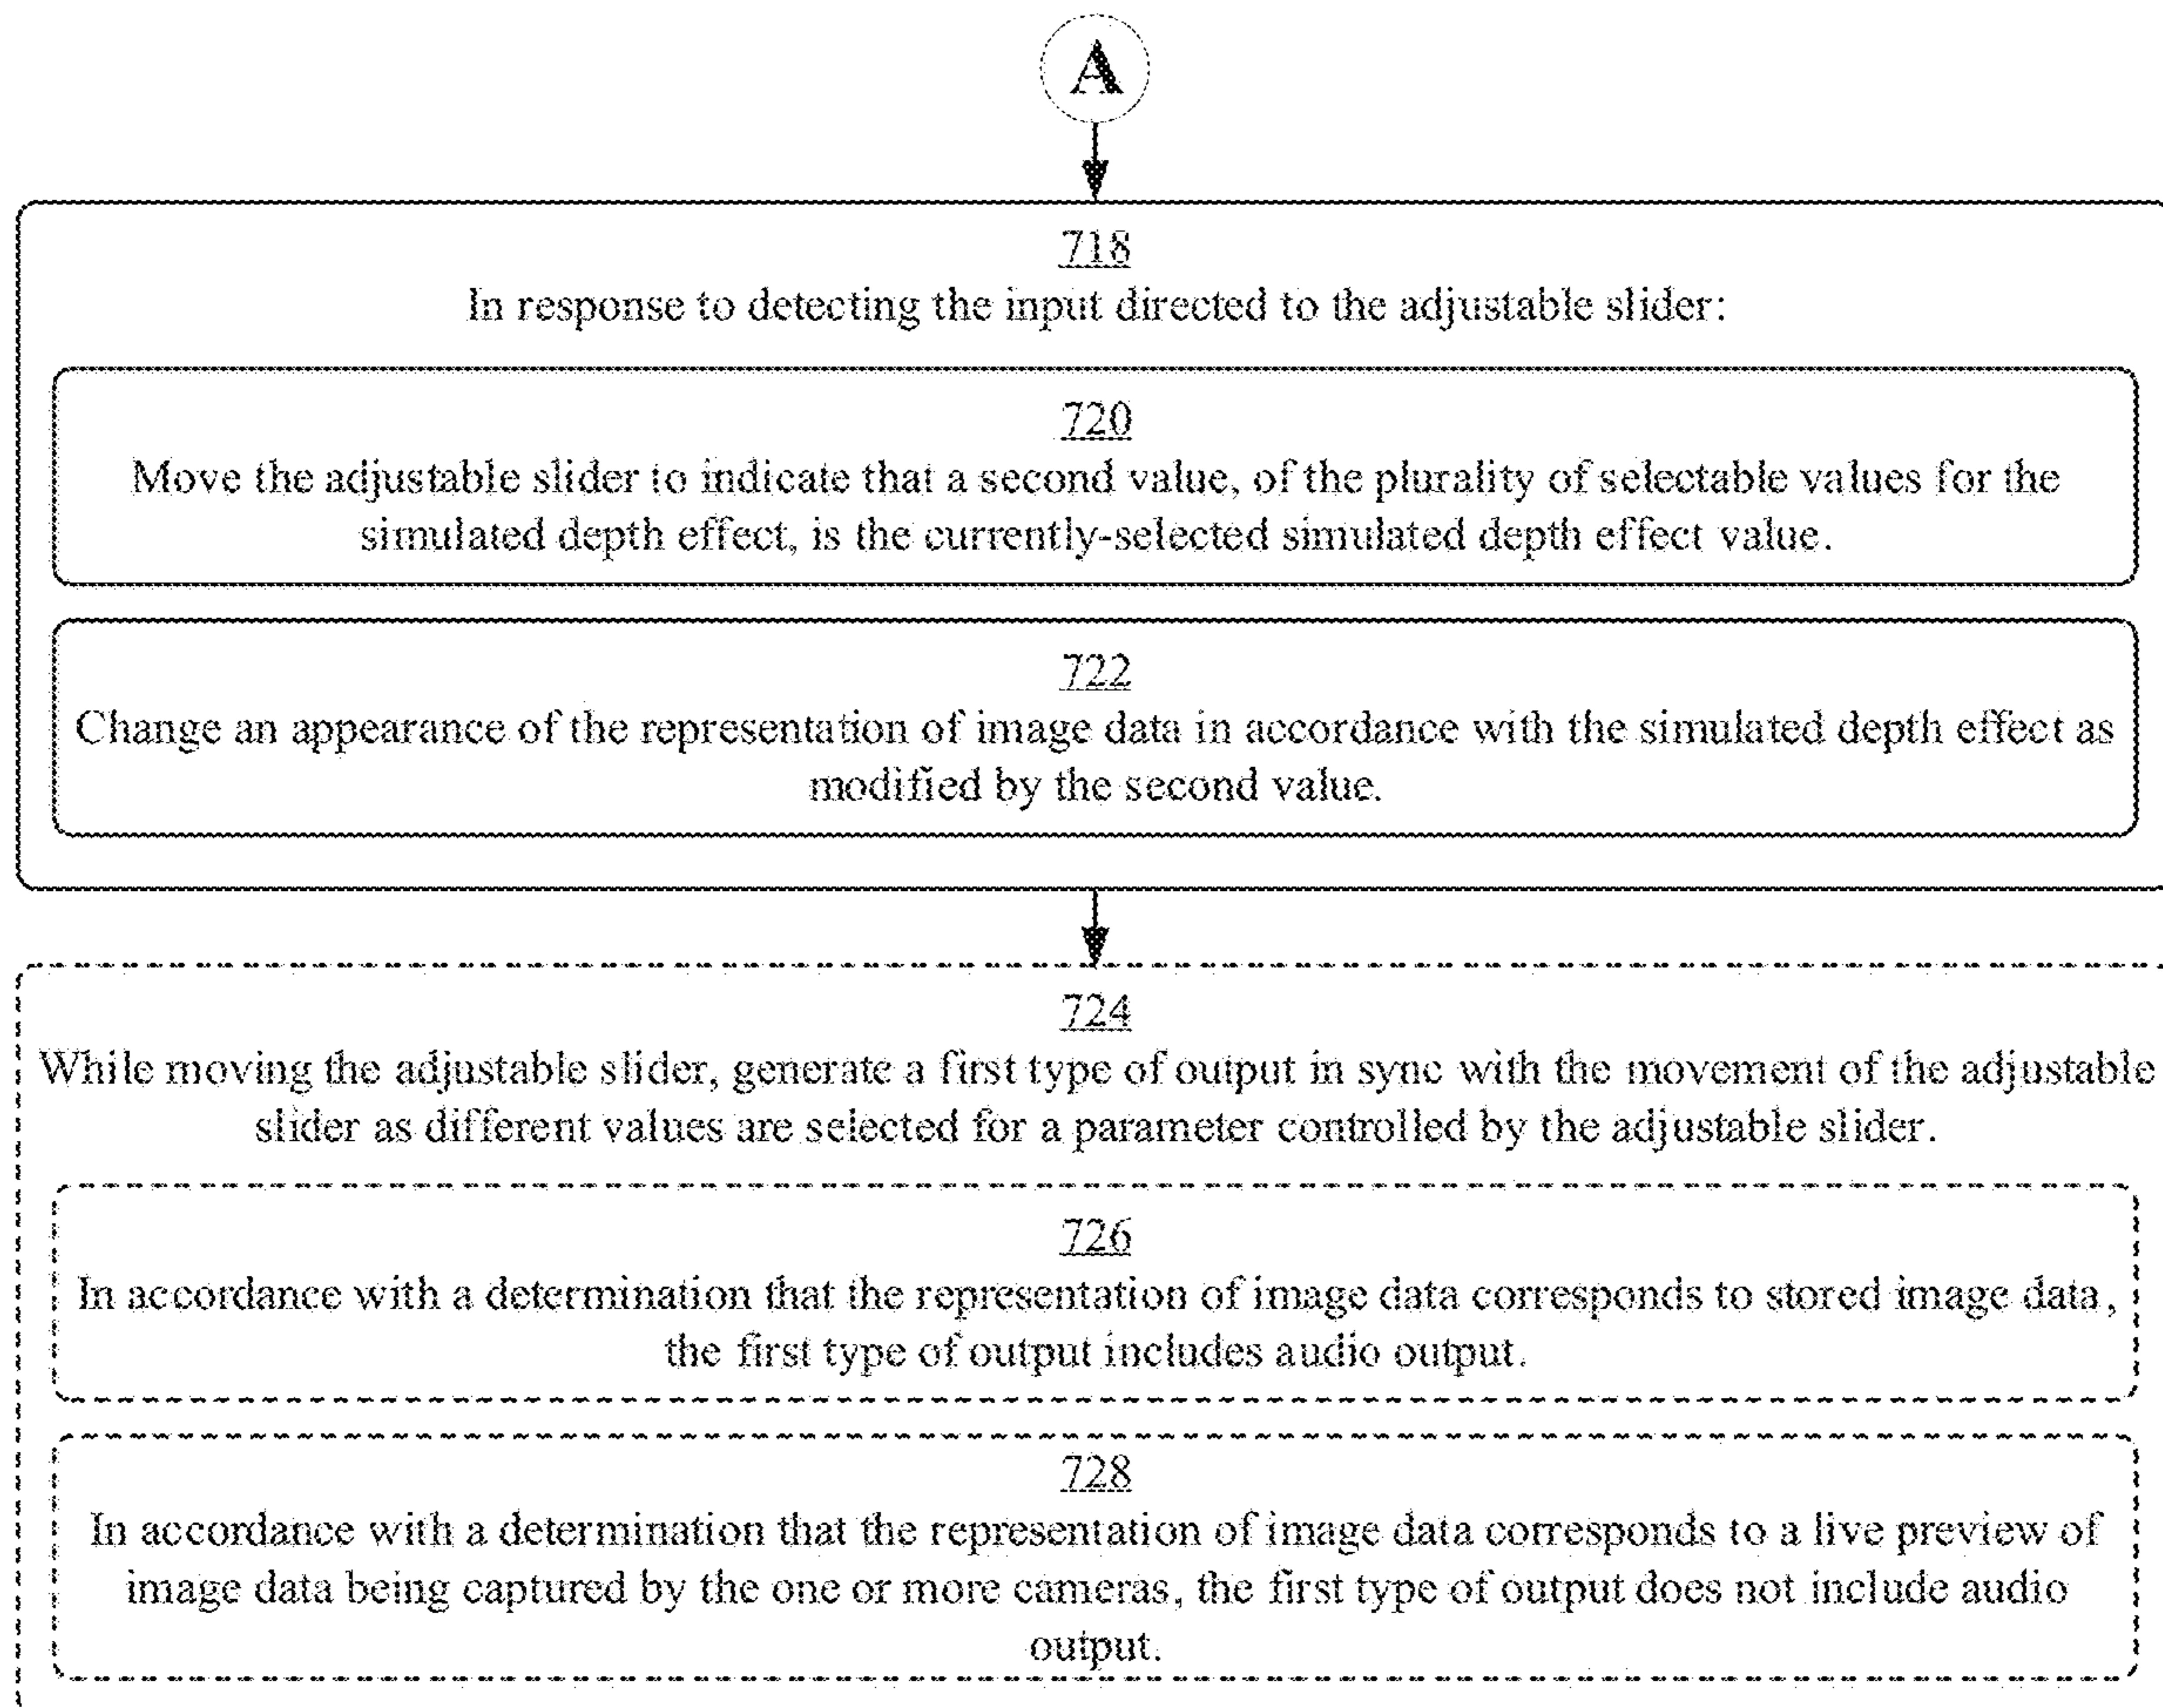 A
718
In response to detecting the input directed to the adjustable slider:
720
Move the adjustable slider to indicate that a second value, of the plurality of selectable values for the
simulated depth effect, is the currently-selected simulated depth effect value.
722
Change an appearance of the representation of image data in accordance with the simulated depth effect as
modified by the second value.
724
While moving the adjustable slider, generate a first type of output in sync with the movement of the adjustable
slider as different values are selected for a parameter controlled by the adjustable slider.
726
In accordance with a determination that the representation of image data corresponds to stored image data,
the first type of output includes audio output.
728
In accordance with a determination that the representation of image data corresponds to a live preview of
image data being captured by the one or more cameras, the first type of output does not include audio
output.